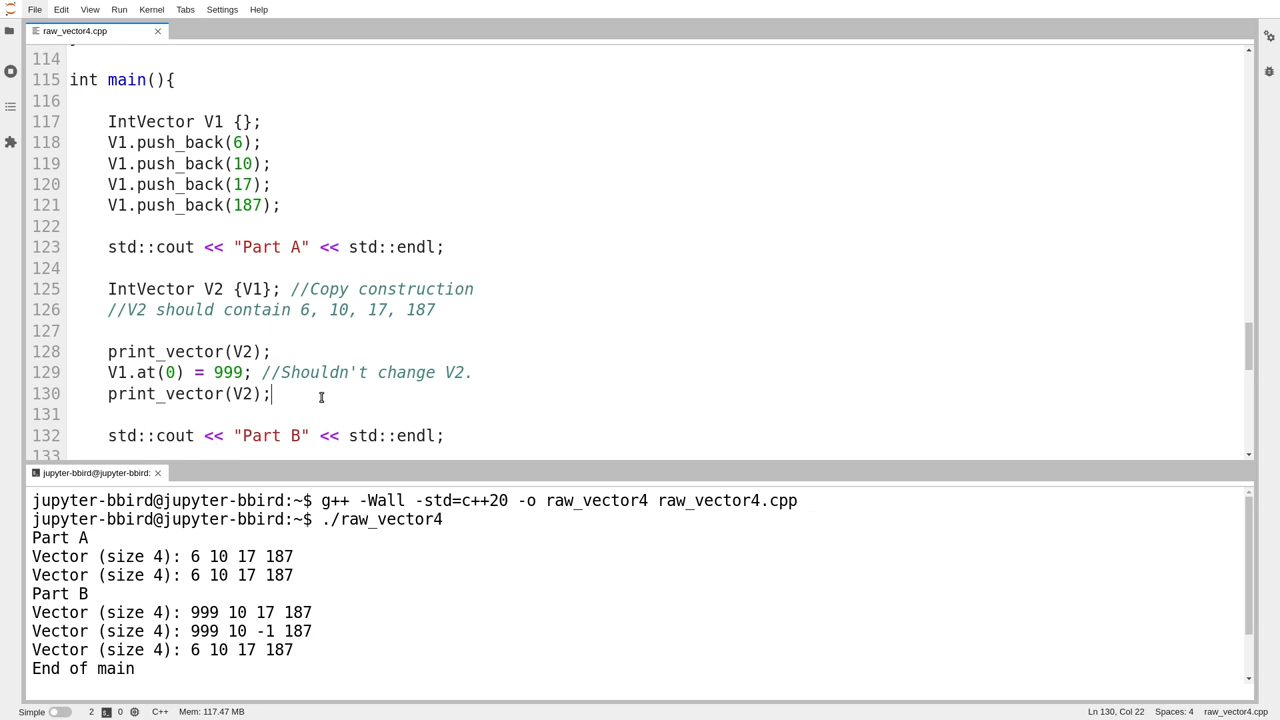 File Edit View Run Kernel Tabs Settings Help
raw_vector4.cpp
114
115 int main(){
116
117 IntVector V1 {};
118 V1.push_back(6);
119 V1.push_back(10);
120 V1.push_back(17);
121 V1.push_back(187);
122
123 std::cout << "Part A" << std::endl;
124
125 IntVector V2 {V1}; //Copy construction
126 //V2 should contain 6, 10, 17, 187
127
128 print_vector(V2);
129 V1.at(0) = 999; //Shouldn't change V2.
130 print_vector(V2);
131
132 std::cout << "Part B" << std::endl;
133
jupyter-bbird@jupyter-bbird:
jupyter-bbird@jupyter-bbird:~$ g++ -Wall -std=c++20 -o raw_vector4 raw_vector4.cpp
jupyter-bbird@jupyter-bbird:~$ ./raw_vector4
Part A
Vector (size 4): 6 10 17 187
Vector (size 4): 6 10 17 187
Part B
Vector (size 4): 999 10 17 187
Vector (size 4): 999 10 -1 187
Vector (size 4): 6 10 17 187
End of main
Simple 2 0 C++ Mem: 117.47 MB Ln 130, Col 22 Spaces: 4 raw_vector4.cpp